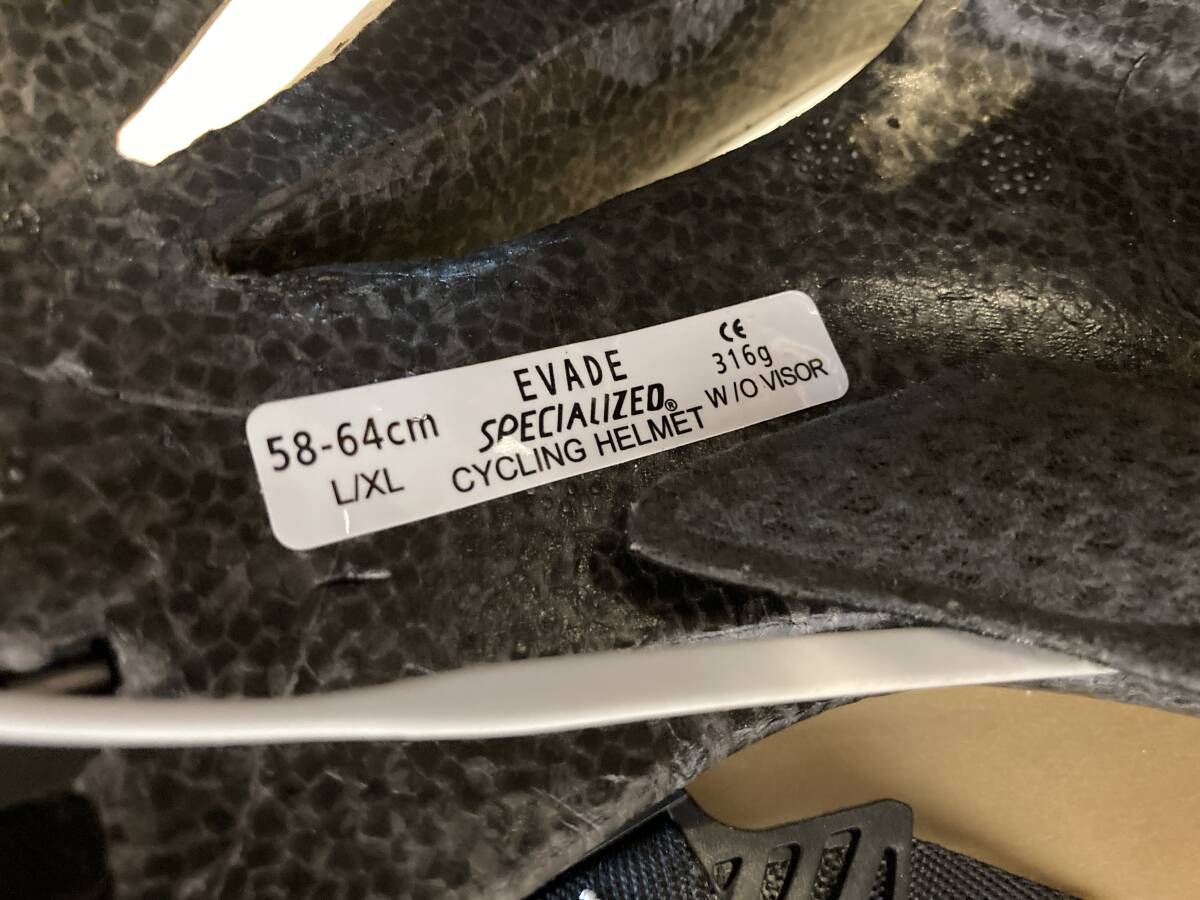 58-64cm
L/XL
EVADE
SPECIALIZED®
CYCLING HELMET
CE
316g
W/O VISOR